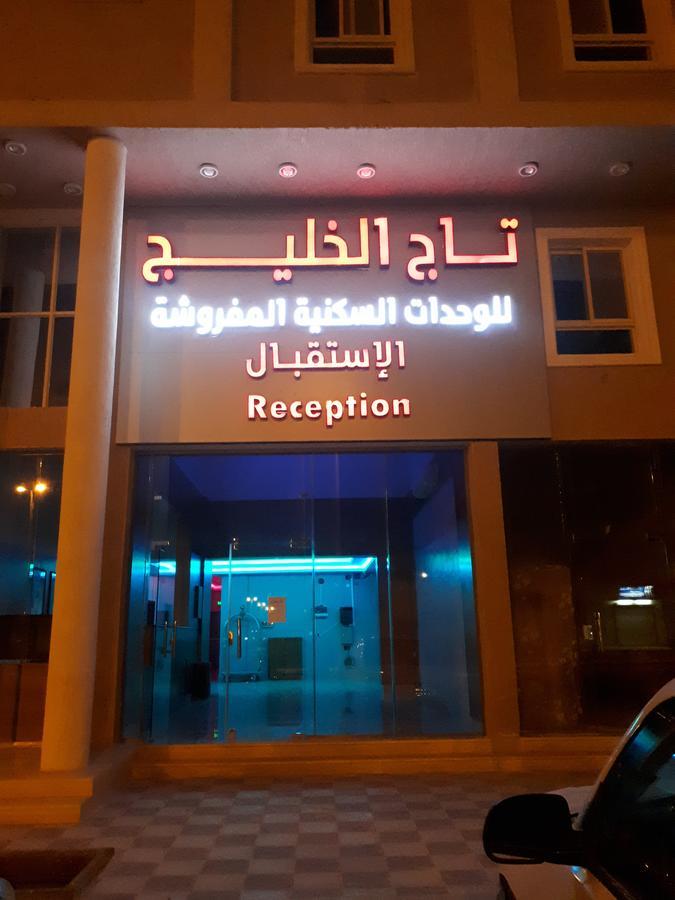 تاج الخليج
للوحدات السكنية المفروشة
الإستقبال
Reception